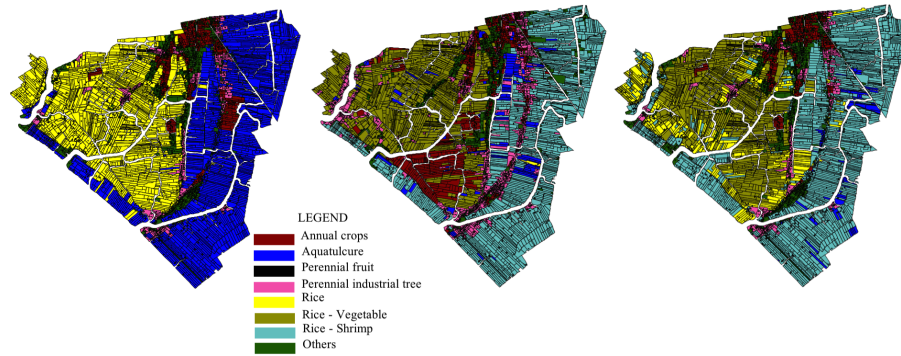 LEGEND
Annual crops
Aquatulcure
Perennial fruit
Perennial industrial tree
Rice
Rice - Vegetable
Rice - Shrimp
Others